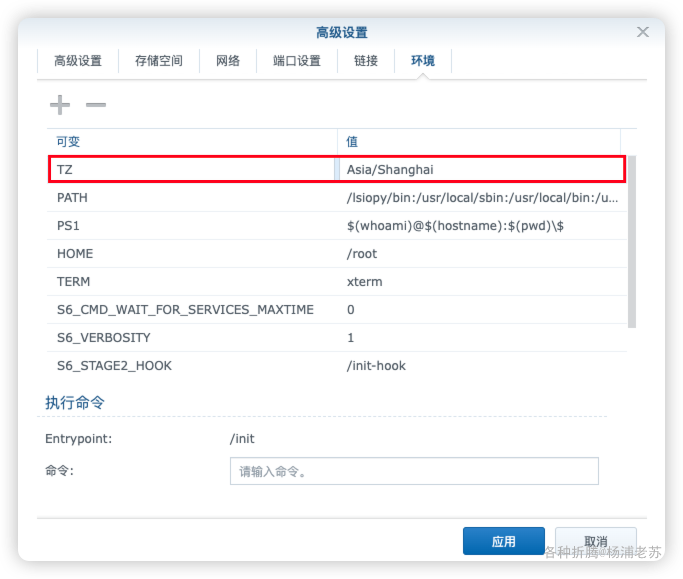 高级设置
高级设置 存储空间 网络 端口设置 链接 环境
可变 值
TZ Asia/Shanghai
PATH /lsiopy/bin:/usr/local/sbin:/usr/local/bin:/u...
PS1 $(whoami)@$(hostname):$(pwd)\$
HOME /root
TERM xterm
S6_CMD_WAIT_FOR_SERVICES_MAXTIME 0
S6_VERBOSITY 1
S6_STAGE2_HOOK /init-hook
执行命令
Entrypoint: /init
命令: 请输入命令。
应用 取消
各种折腾@杨浦老苏